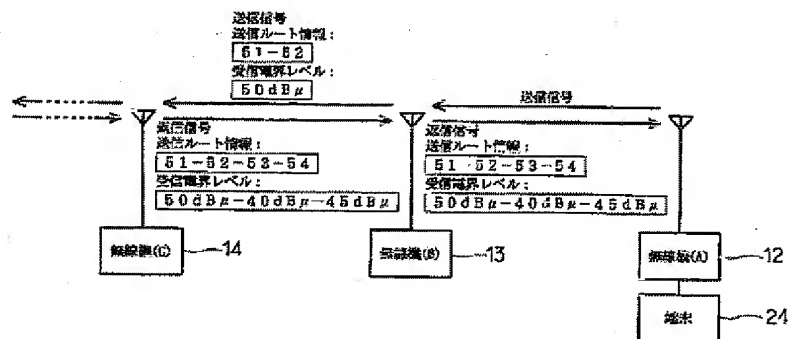 送信信号
送信ルート情報：
51-52
受信電界レベル：
50dBμ
送信信号
返信信号
送信ルート情報：
51-52-53-54
受信電界レベル：
50dBμ-40dBμ-45dBμ
返信信号
送信ルート情報：
51-52-53-54
受信電界レベル：
50dBμ-40dBμ-45dBμ
無線機(C)
14
無線機(B)
13
無線機(A)
12
端末
24